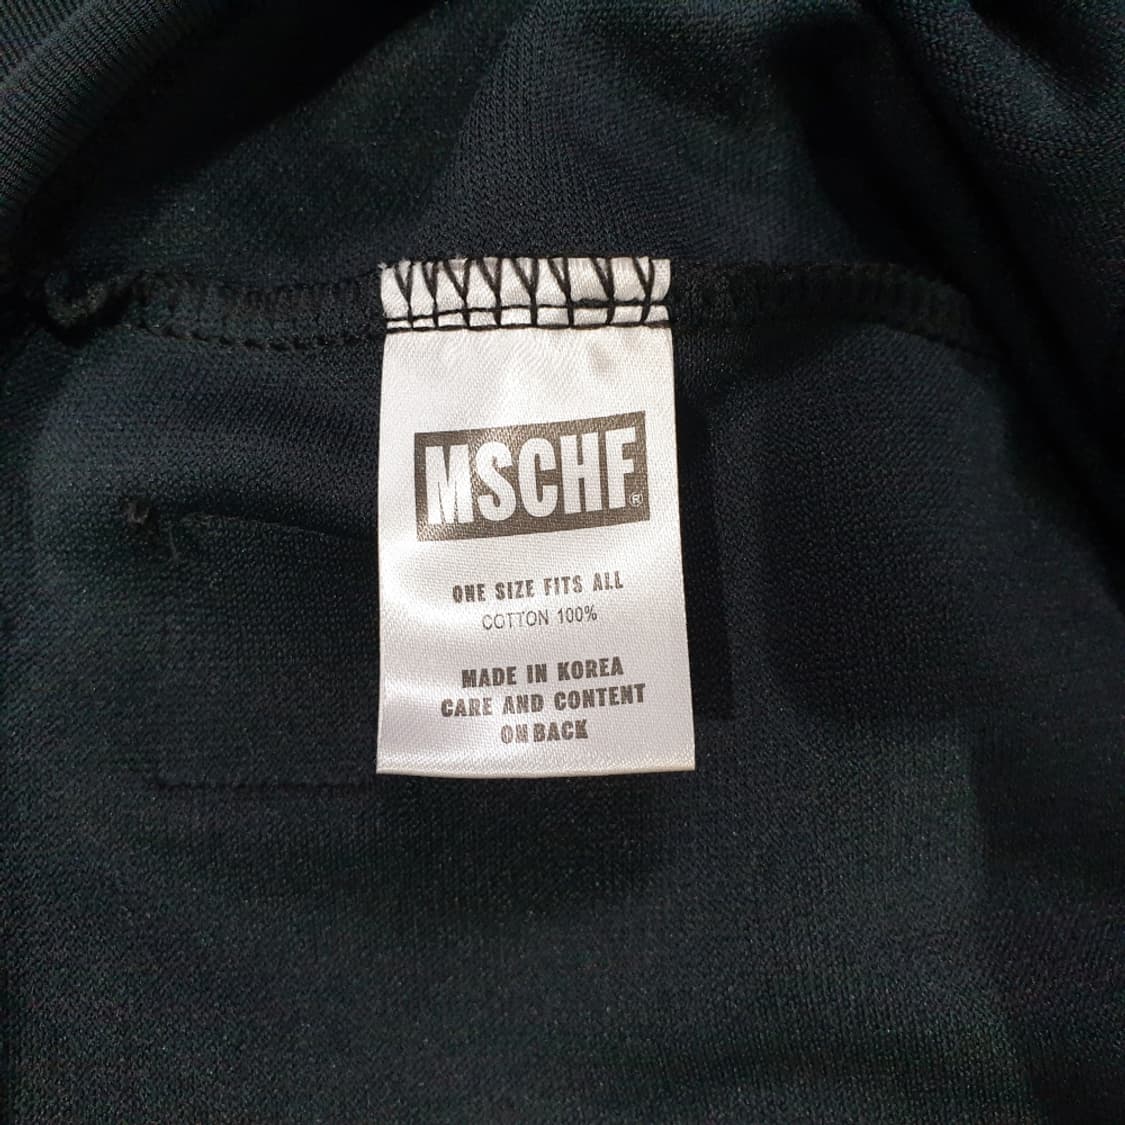 MSCHF®
ONE SIZE FITS ALL
COTTON 100%
MADE IN KOREA
CARE AND CONTENT
ON BACK